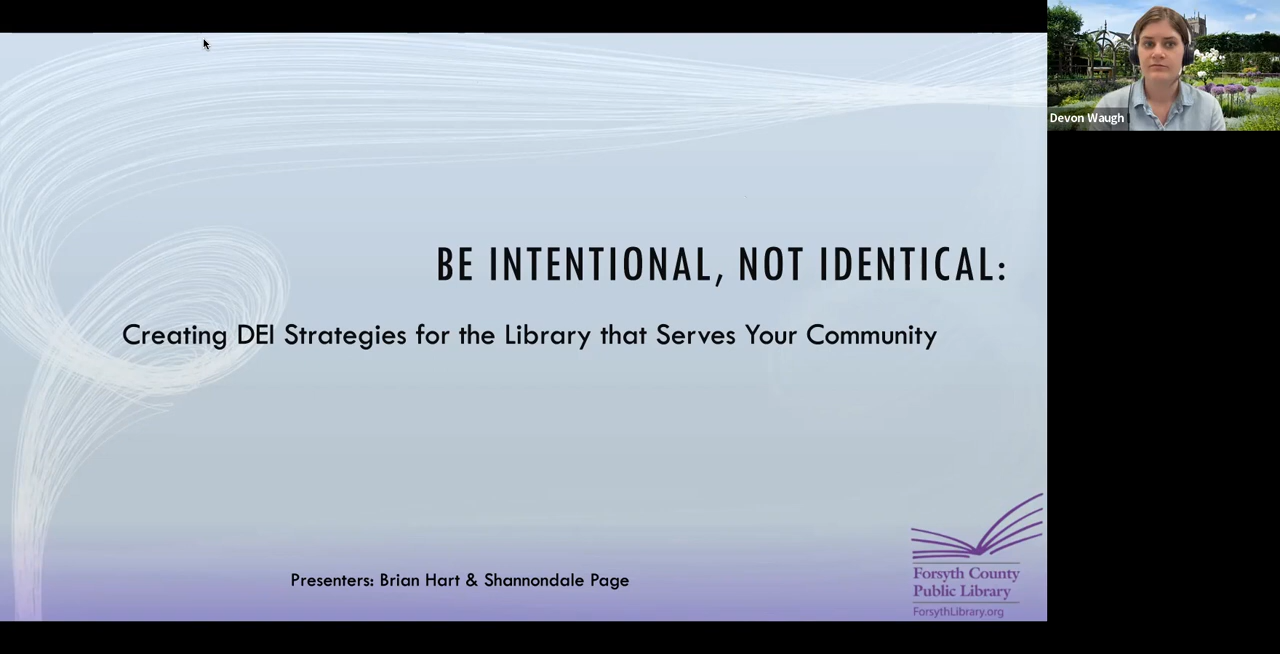 Devon Waugh
BE INTENTIONAL, NOT IDENTICAL:
Creating DEI Strategies for the Library that Serves Your Community
Presenters: Brian Hart & Shannondale Page
Forsyth County
Public Library
ForsythLibrary.org